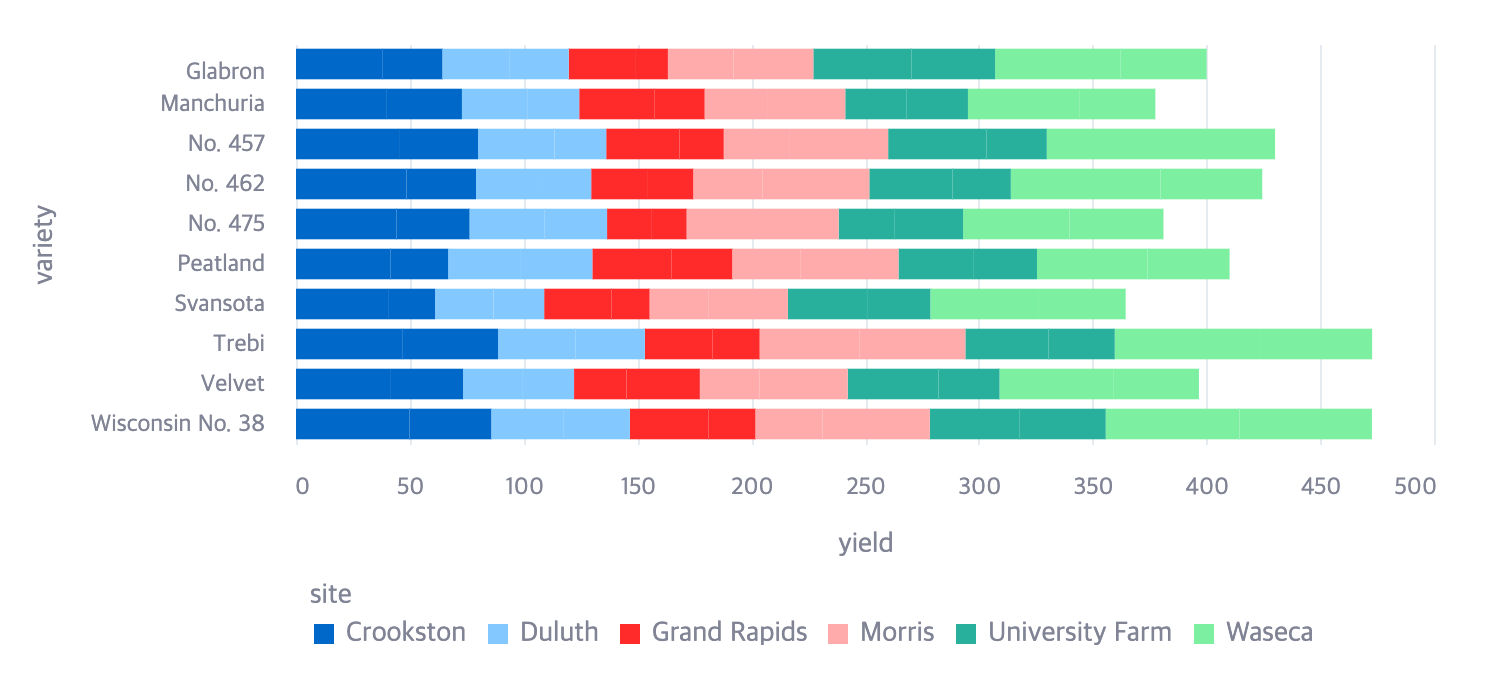 Glabron
Manchuria
No. 457
No. 462
No. 475
Peatland
Svansota
Trebi
Velvet
Wisconsin No. 38
variety
0 50 100 150 200 250 300 350 400 450 500
yield
site
Crookston Duluth Grand Rapids Morris University Farm Waseca